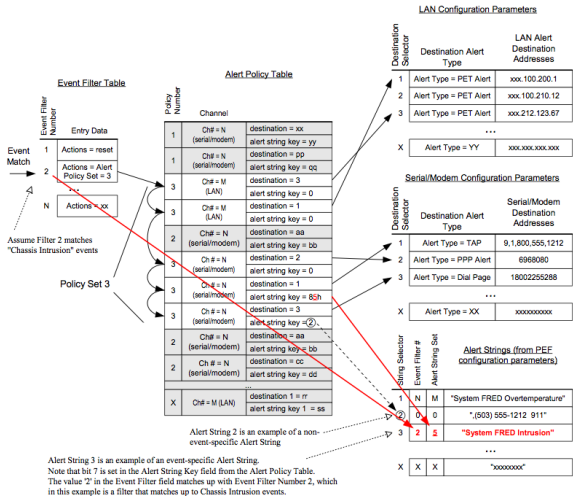 LAN Configuration Parameters
Destination Selector
Destination Alert Type
LAN Alert Destination Addresses
1 Alert Type = PET Alert xxx.100.200.1
2 Alert Type = PET Alert xxx.100.210.12
3 Alert Type = PET Alert xxx.212.123.67
...
X Alert Type = YY xxx.xxx.xxx.xxx
Event Filter Table
Event Filter Number
Entry Data
Event Match
1 Actions = reset
2 Actions = Alert
Policy Set = 3
...
N Actions = xx
Assume Filter 2 matches
"Chassis Intrusion" events
Policy Set 3
Alert Policy Table
Policy Number
Channel
1 Ch# = N (serial/modem) destination = xx
alert string key = yy
1 Ch# = N (serial/modem) destination = pp
alert string key = qq
3 Ch# = M (LAN) destination = 3
alert string key = 0
3 Ch# = M (LAN) destination = 1
alert string key = 0
2 Ch# = N (serial/modem) destination = aa
alert string key = bb
3 Ch# = N (serial/modem) destination = 2
alert string key = 0
3 Ch# = N (serial/modem) destination = 1
alert string key = 85h
3 Ch# = N (serial/modem) destination = 3
alert string key = 2
2 Ch# = N (serial/modem) destination = aa
alert string key = bb
2 Ch # = N (serial/modem) destination = cc
alert string key = dd
...
X Ch# = M (LAN) destination 1 = rr
alert string key 1 = ss
Serial/Modem Configuration Parameters
Destination Selector
Destination Alert Type
Serial/Modem Destination Addresses
1 Alert Type = TAP 9,1,800,555,1212
2 Alert Type = PPP Alert 6968080
3 Alert Type = Dial Page 18002255288
...
X Alert Type = XX xxxxxxxxxx
String Selector
Event Filter #
Alert String Set
Alert Strings (from PEF
configuration parameters)
1 N M "System FRED Overtemperature"
2 0 0 ",(503) 555-1212 911"
3 2 5 "System FRED Intrusion"
...
X X X "xxxxxxxx"
Alert String 2 is an example of a non-
event-specific Alert String
Alert String 3 is an example of an event-specific Alert String.
Note that bit 7 is set in the Alert String Key field from the Alert Policy Table.
The value '2' in the Event Filter field matches up with Event Filter Number 2, which
in this example is a filter that matches up to Chassis Intrusion events.